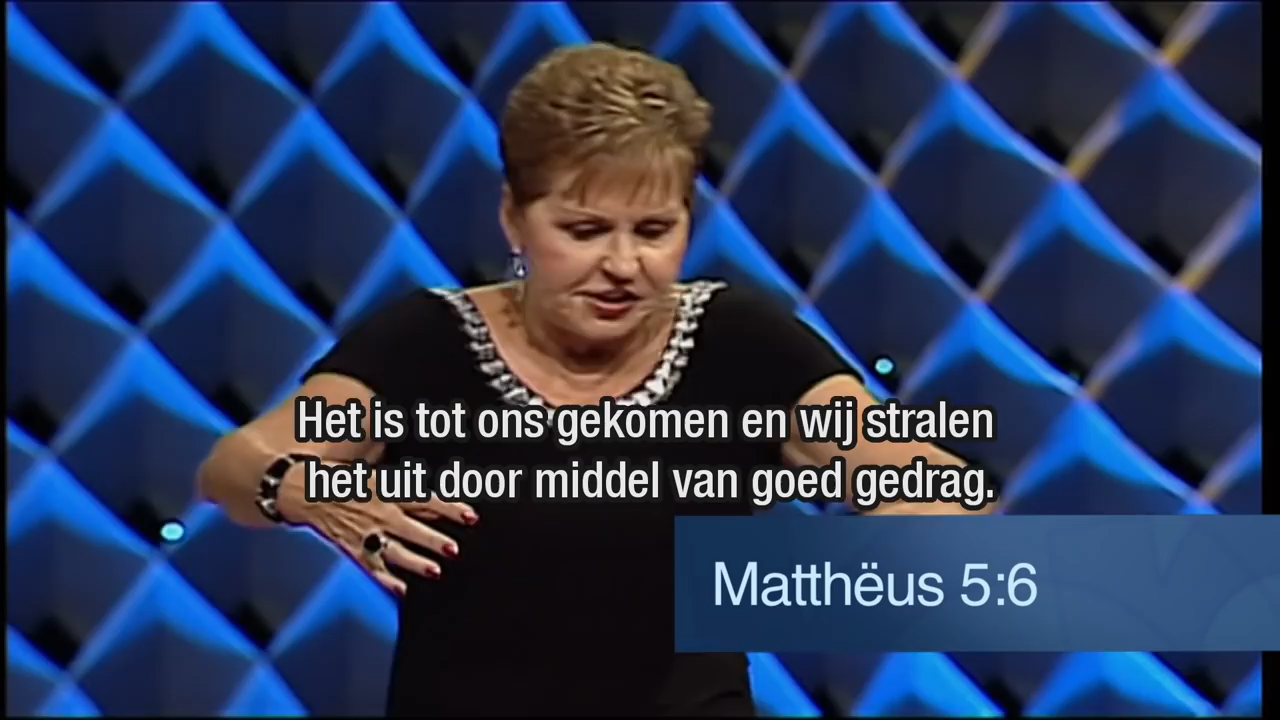 Het is tot ons gekomen en wij stralen
het uit door middel van goed gedrag.
Matthëus 5:6